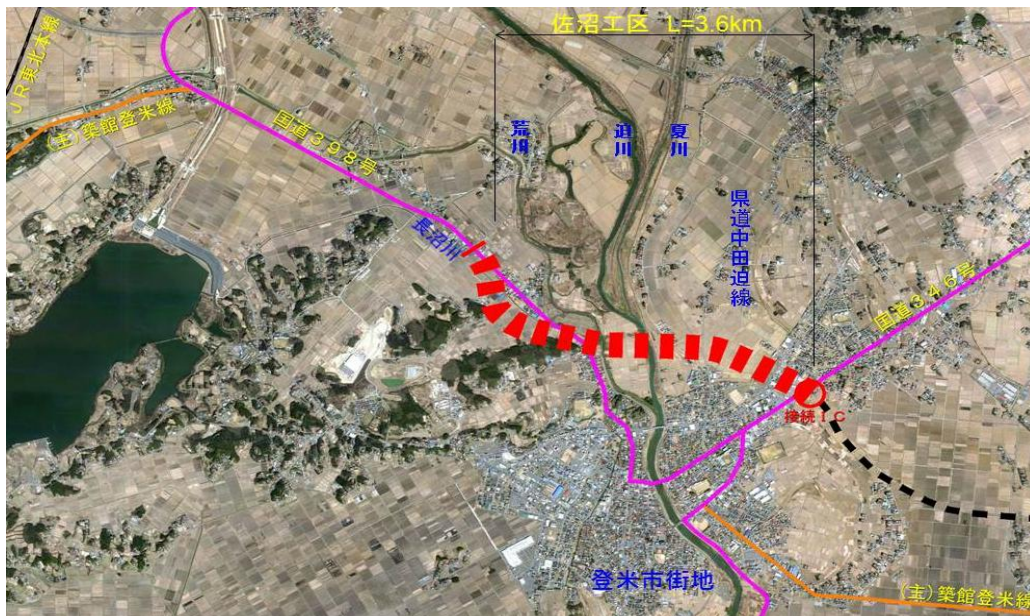 佐沼工区 L=3.6km
JR東北本線
(主)築館登米線
国道398号
荒川
迫川
夏川
県道中田迫線
長沼川
国道346号
接続IC
登米市街地
(主)築館登米線